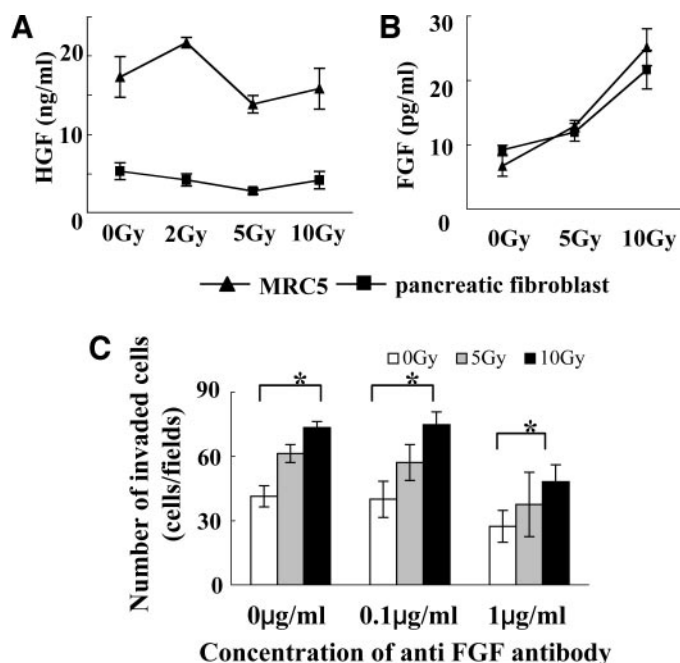 A
HGF (ng/ml)
20
10
0
0Gy 2Gy 5Gy 10Gy
B
FGF (pg/ml)
30
20
10
0
0Gy 5Gy 10Gy
MRC5 pancreatic fibroblast
C
Number of invaded cells
(cells/fields)
0Gy 5Gy 10Gy
90
60
30
0
* * *
0μg/ml 0.1μg/ml 1μg/ml
Concentration of anti FGF antibody